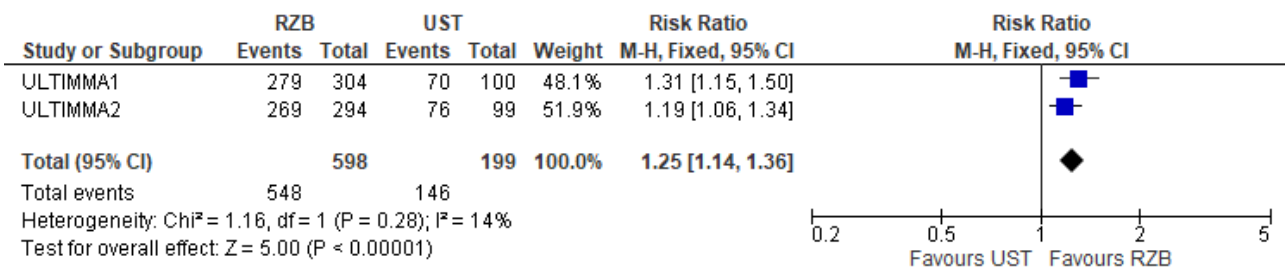 RZB UST Risk Ratio Risk Ratio
Study or Subgroup Events Total Events Total Weight M-H, Fixed, 95% CI M-H, Fixed, 95% CI
ULTIMMA1 279 304 70 100 48.1% 1.31 [1.15, 1.50]
ULTIMMA2 269 294 76 99 51.9% 1.19 [1.06, 1.34]
Total (95% CI) 598 199 100.0% 1.25 [1.14, 1.36]
Total events 548 146
Heterogeneity: Chi² = 1.16, df = 1 (P = 0.28); I² = 14%
Test for overall effect: Z = 5.00 (P < 0.00001)
0.2 0.5 1 2 5
Favours UST Favours RZB